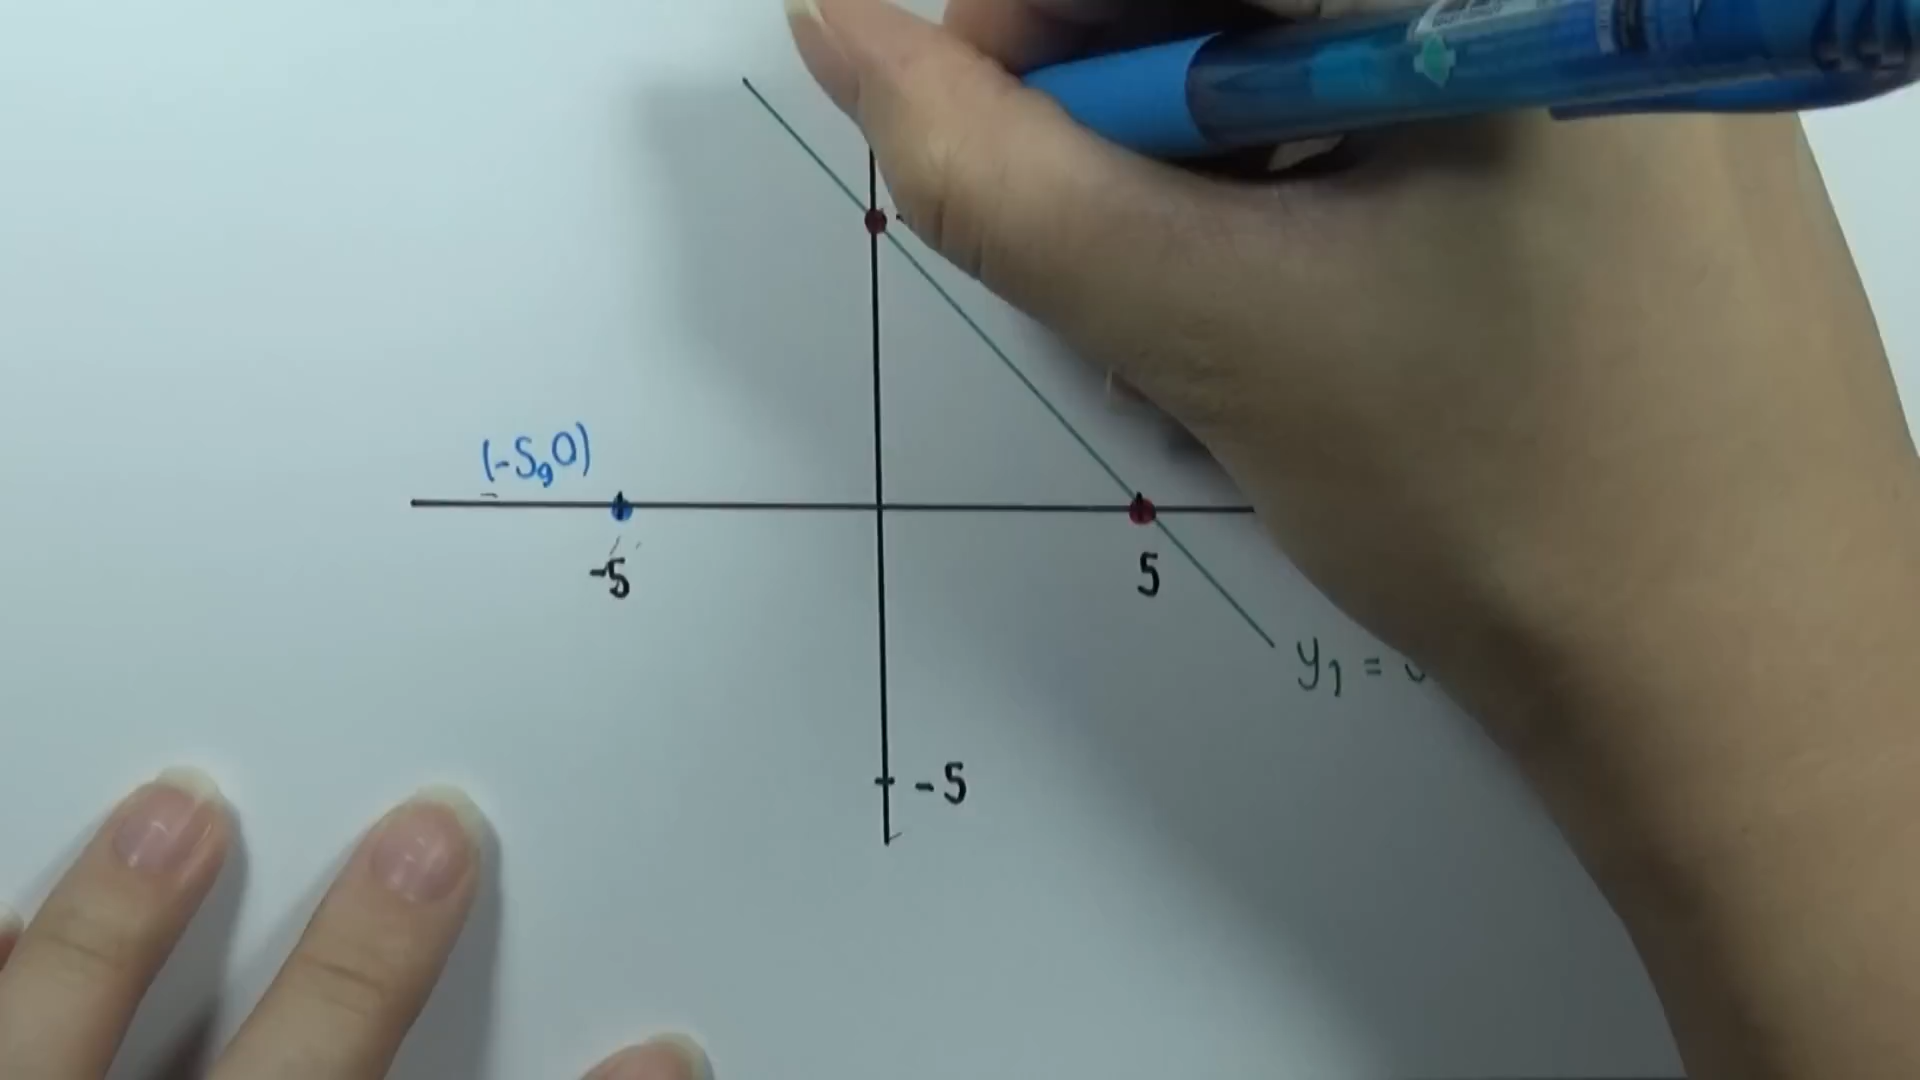 (-5,0)
-5
5
y₁ =
-5